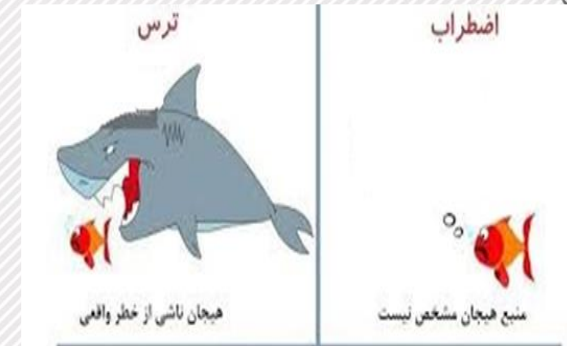 اضطراب
منبع هیجان مشخص نیست
ترس
هیجان ناشی از خطر واقعی